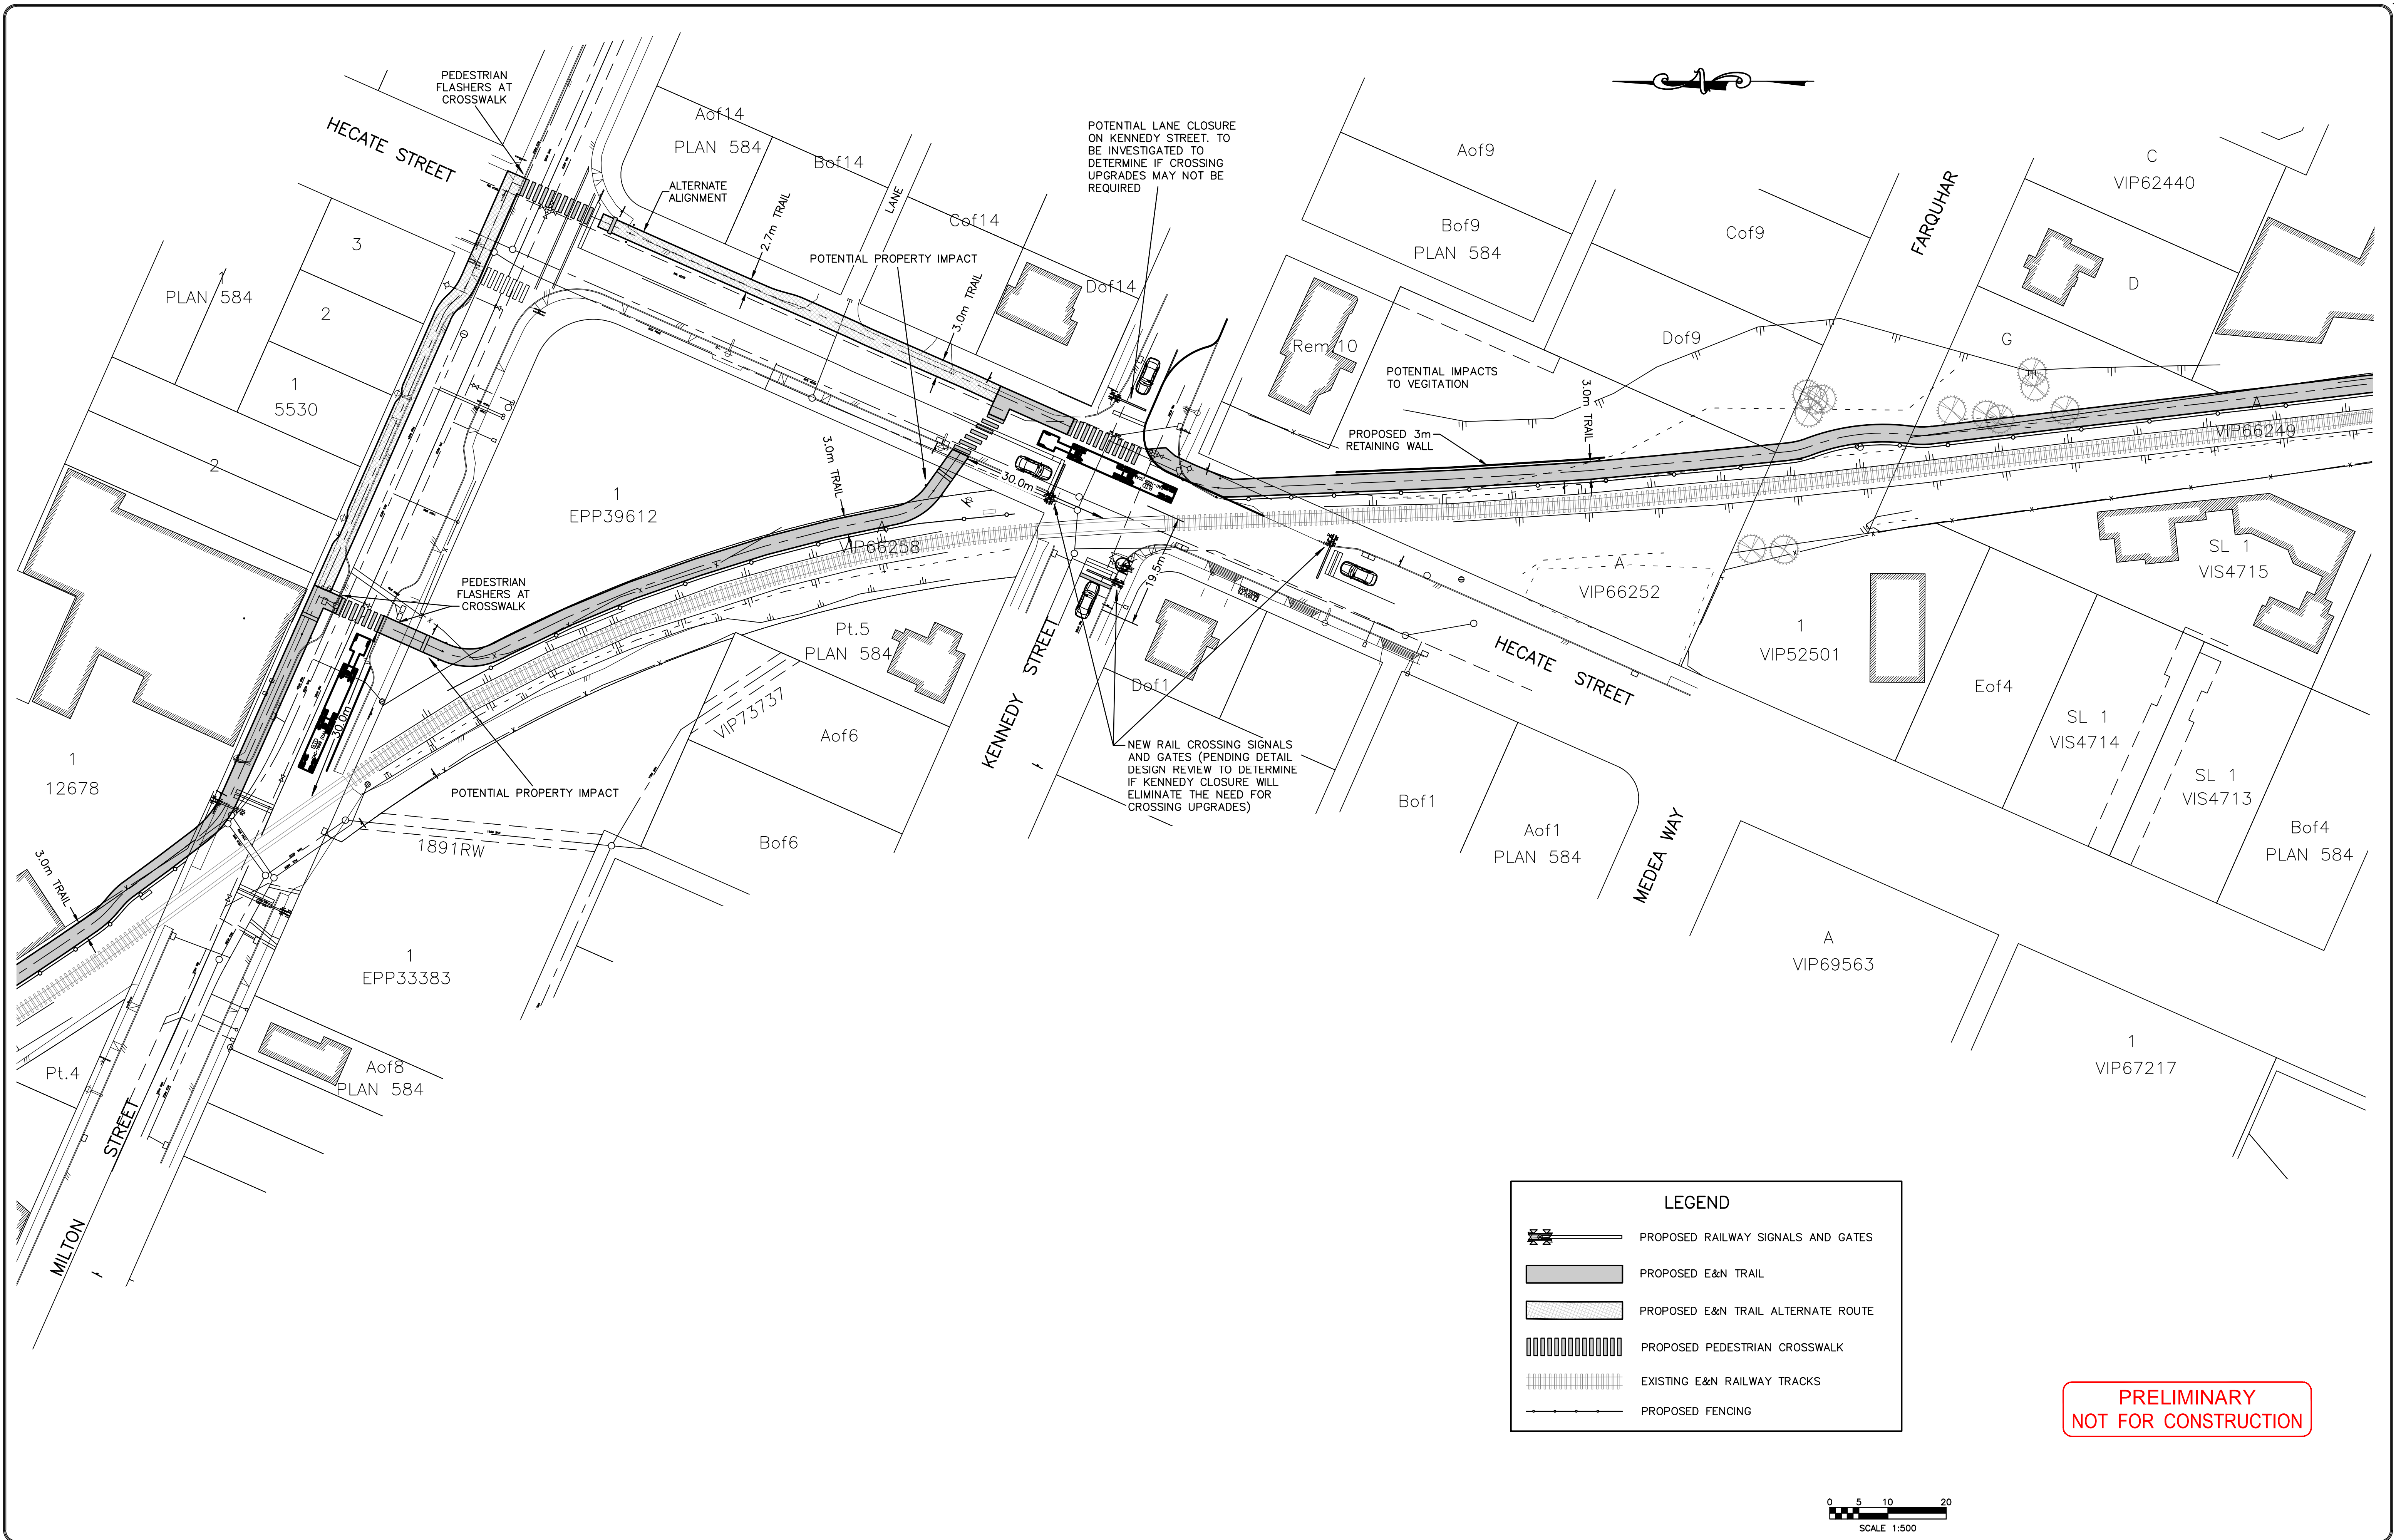 PEDESTRIAN
FLASHERS AT
CROSSWALK
HECATE STREET
Aof14
PLAN 584
Bof14
ALTERNATE
ALIGNMENT
2.7m TRAIL
LANE
Cof14
POTENTIAL PROPERTY IMPACT
3.0m TRAIL
Dof14
POTENTIAL LANE CLOSURE
ON KENNEDY STREET. TO
BE INVESTIGATED TO
DETERMINE IF CROSSING
UPGRADES MAY NOT BE
REQUIRED
Aof9
Bof9
PLAN 584
Cof9
FARQUHAR
C
VIP62440
D
G
Dof9
Rem 10
POTENTIAL IMPACTS
TO VEGITATION
3.0m TRAIL
PROPOSED 3m
RETAINING WALL
A
VIP66249
1
PLAN 584
3
2
1
5530
2
1
EPP39612
3.0m TRAIL
30.0m
A
VIP66258
19.5m
PEDESTRIAN
FLASHERS AT
CROSSWALK
30.0m
POTENTIAL PROPERTY IMPACT
1
12678
3.0m TRAIL
1891RW
VIP73737
Pt.5
PLAN 584
Aof6
Bof6
KENNEDY STREET
Dof1
NEW RAIL CROSSING SIGNALS
AND GATES (PENDING DETAIL
DESIGN REVIEW TO DETERMINE
IF KENNEDY CLOSURE WILL
ELIMINATE THE NEED FOR
CROSSING UPGRADES)
A
VIP66252
HECATE STREET
1
VIP52501
SL 1
VIS4715
Eof4
SL 1
VIS4714
SL 1
VIS4713
Bof4
PLAN 584
Bof1
Aof1
PLAN 584
MEDEA WAY
A
VIP69563
1
VIP67217
1
EPP33383
Aof8
PLAN 584
Pt.4
MILTON STREET
LEGEND
PROPOSED RAILWAY SIGNALS AND GATES
PROPOSED E&N TRAIL
PROPOSED E&N TRAIL ALTERNATE ROUTE
PROPOSED PEDESTRIAN CROSSWALK
EXISTING E&N RAILWAY TRACKS
PROPOSED FENCING
PRELIMINARY
NOT FOR CONSTRUCTION
0 5 10 20
SCALE 1:500